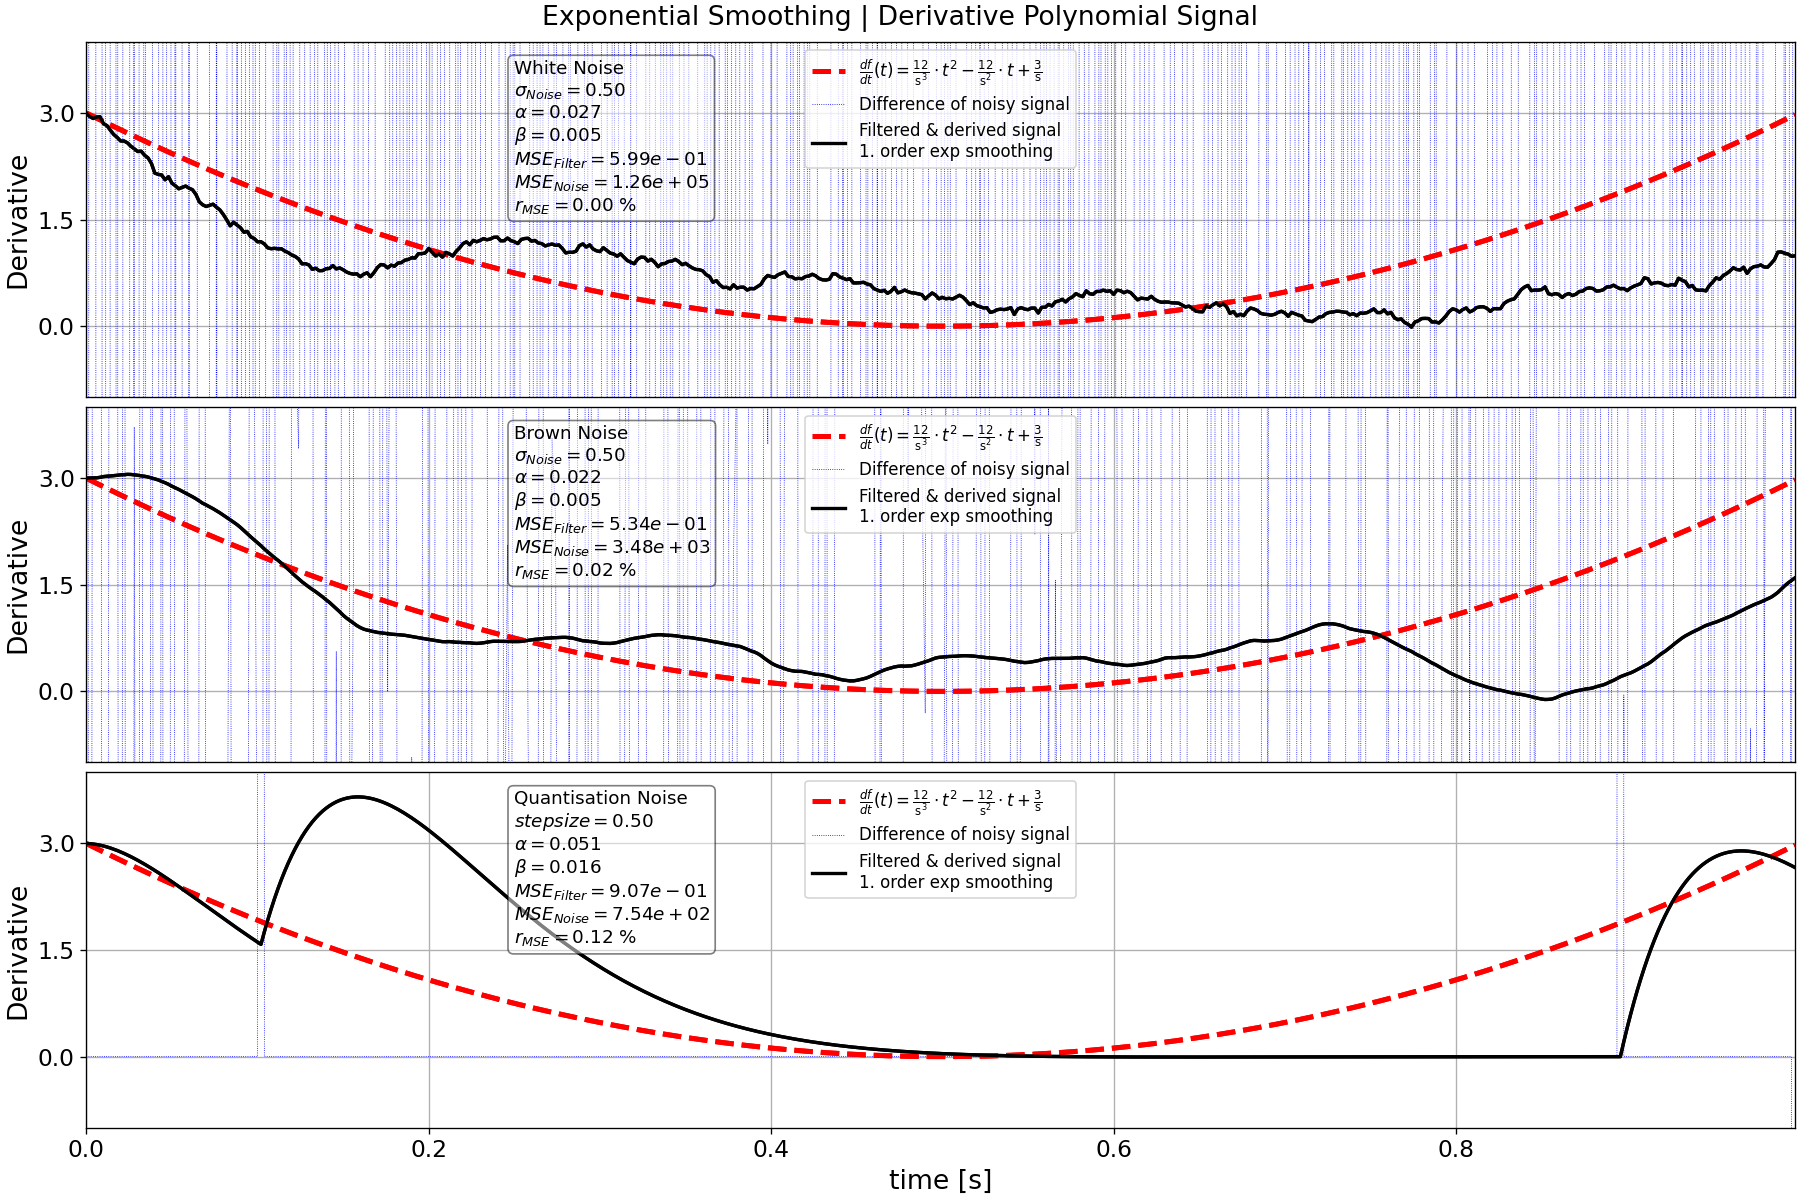 Exponential Smoothing | Derivative Polynomial Signal
Derivative
3.0
1.5
0.0
White Noise
σ_Noise = 0.50
α = 0.027
β = 0.005
MSE_Filter = 5.99e − 01
MSE_Noise = 1.26e + 05
r_MSE = 0.00 %
df/dt(t) = 12/s³ · t² − 12/s² · t + 3/s
Difference of noisy signal
Filtered & derived signal
1. order exp smoothing
Derivative
3.0
1.5
0.0
Brown Noise
σ_Noise = 0.50
α = 0.022
β = 0.005
MSE_Filter = 5.34e − 01
MSE_Noise = 3.48e + 03
r_MSE = 0.02 %
df/dt(t) = 12/s³ · t² − 12/s² · t + 3/s
Difference of noisy signal
Filtered & derived signal
1. order exp smoothing
Derivative
3.0
1.5
0.0
Quantisation Noise
stepsize = 0.50
α = 0.051
β = 0.016
MSE_Filter = 9.07e − 01
MSE_Noise = 7.54e + 02
r_MSE = 0.12 %
df/dt(t) = 12/s³ · t² − 12/s² · t + 3/s
Difference of noisy signal
Filtered & derived signal
1. order exp smoothing
0.0 0.2 0.4 0.6 0.8
time [s]